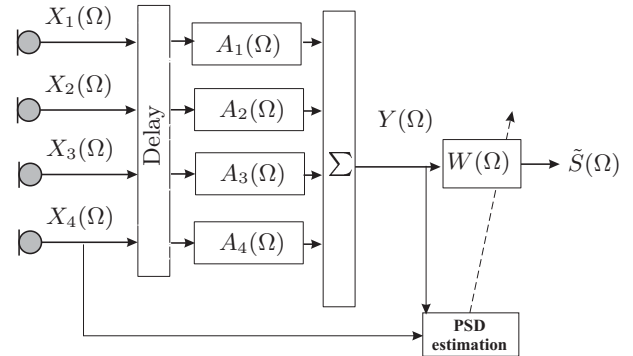 X₁(Ω)
A₁(Ω)
X₂(Ω)
A₂(Ω)
X₃(Ω)
A₃(Ω)
X₄(Ω)
A₄(Ω)
Delay
Σ
Y(Ω)
W(Ω)
S̃(Ω)
PSD
estimation